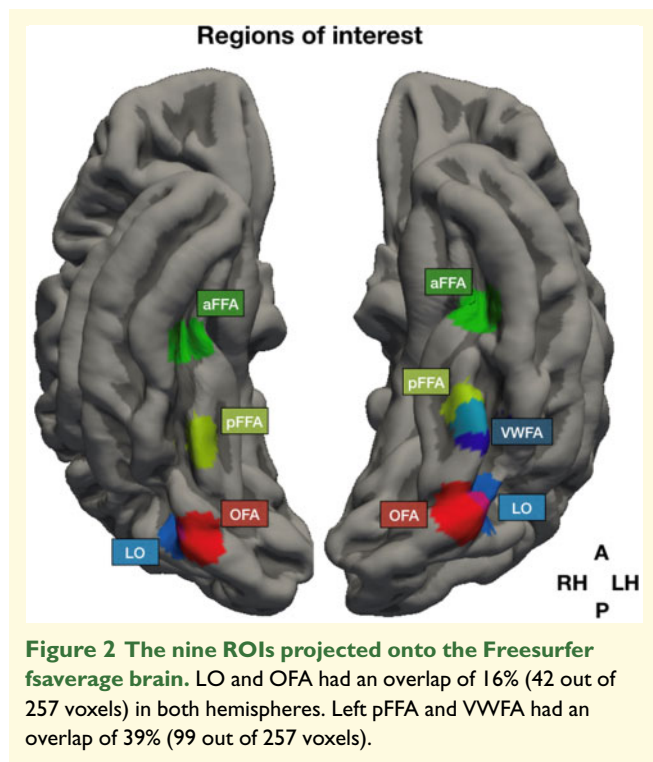 Regions of interest
aFFA
aFFA
pFFA
pFFA
VWFA
OFA
OFA
LO
LO
A
RH LH
P
Figure 2 The nine ROIs projected onto the Freesurfer
fsaverage brain. LO and OFA had an overlap of 16% (42 out of
257 voxels) in both hemispheres. Left pFFA and VWFA had an
overlap of 39% (99 out of 257 voxels).